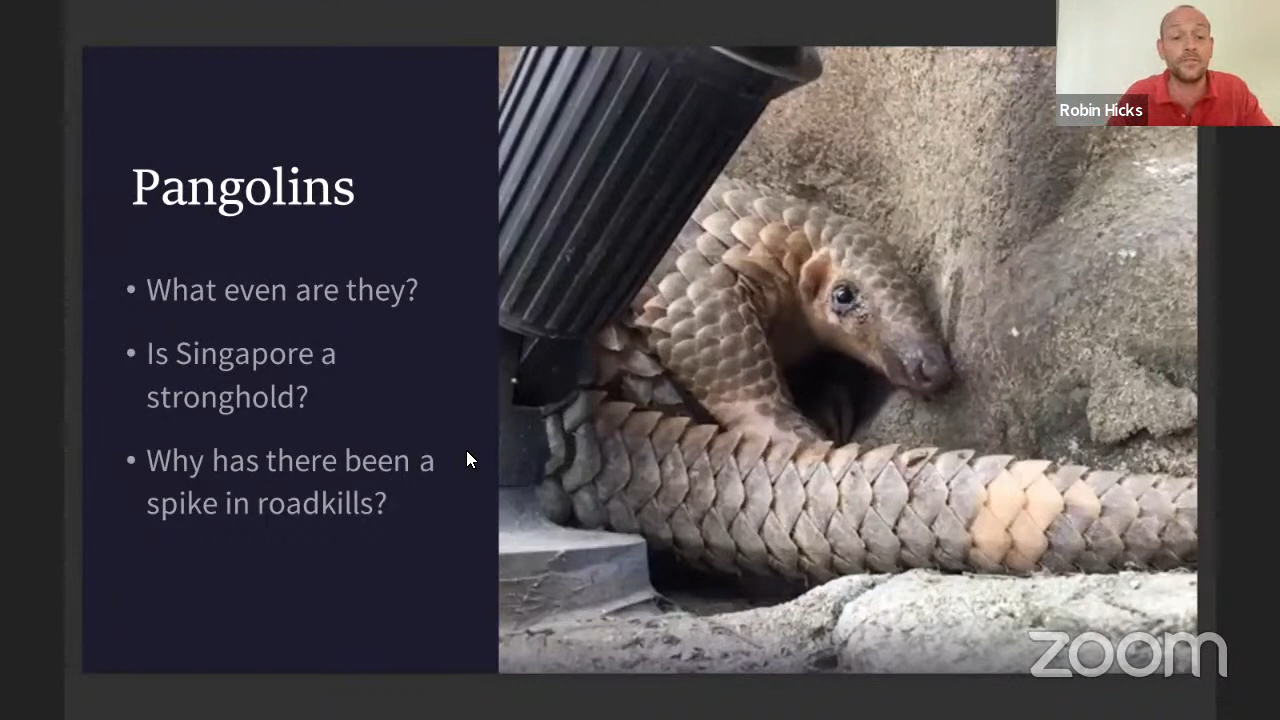 Robin Hicks
Pangolins
• What even are they?
• Is Singapore a
stronghold?
• Why has there been a
spike in roadkills?
zoom